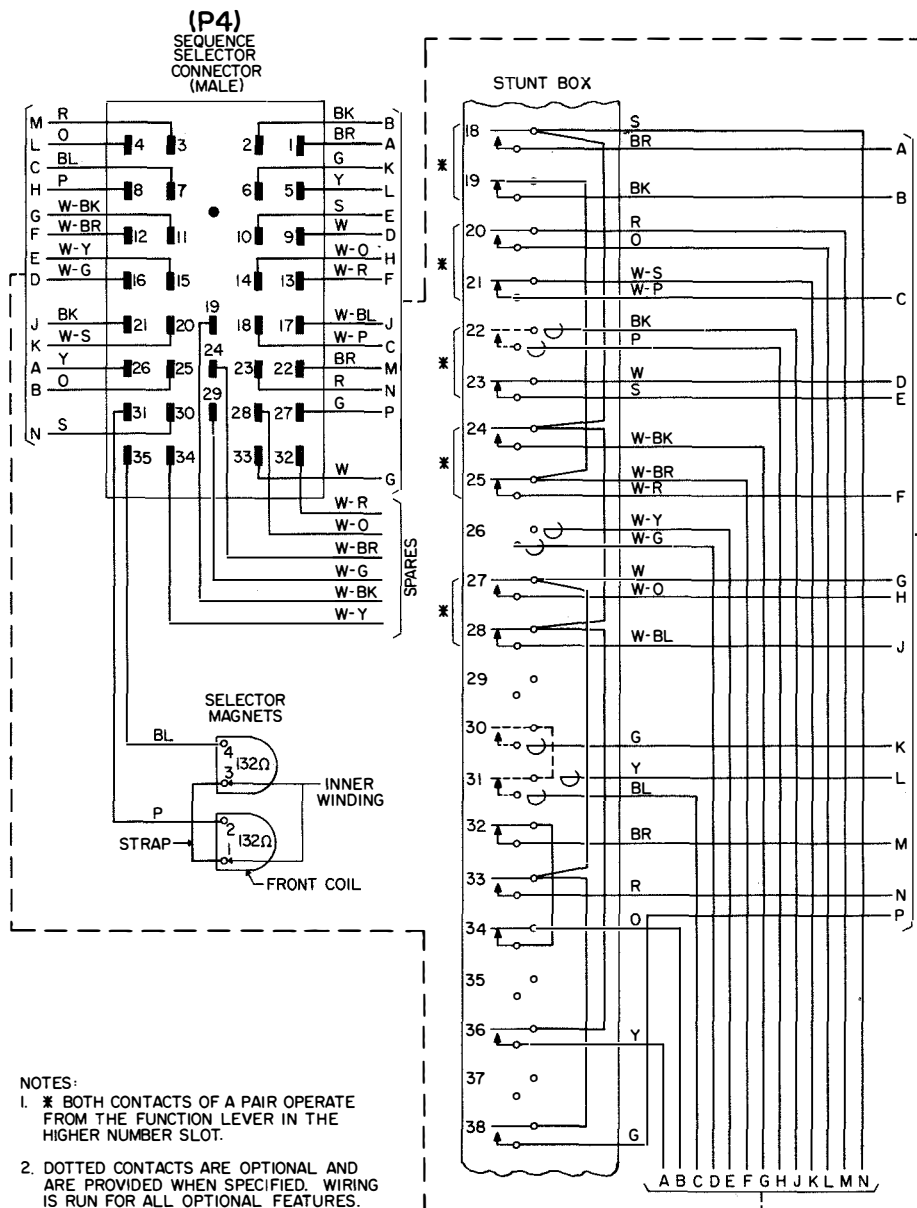 (P4)
SEQUENCE
SELECTOR
CONNECTOR
(MALE)
M R
L O
C BL
H P
G W-BK
F W-BR
E W-Y
D W-G
J BK
K W-S
A Y
B O
N S
4 3 2 1
8 7 6 5
12 11 10 9
16 15 14 13
19
21 20 18 17
24
26 25 23 22
29
31 30 28 27
35 34 33 32
BK B
BR A
G K
Y L
S E
W D
W-O H
W-R F
W-BL J
W-P C
BR M
R N
G P
W G
W-R
W-O
W-BR
W-G
W-BK
W-Y
SPARES
SELECTOR
MAGNETS
BL
4
132Ω
3
INNER
WINDING
P
2
132Ω
STRAP
1
FRONT COIL
NOTES:
1. * BOTH CONTACTS OF A PAIR OPERATE
FROM THE FUNCTION LEVER IN THE
HIGHER NUMBER SLOT.
2. DOTTED CONTACTS ARE OPTIONAL AND
ARE PROVIDED WHEN SPECIFIED. WIRING
IS RUN FOR ALL OPTIONAL FEATURES.
STUNT BOX
18 S
BR A
*
19
BK B
20 R
O
*
21 W-S
W-P C
22 BK
P
*
23 W D
S E
24
W-BK
*
25 W-BR
W-R F
26 W-Y
W-G
27 W G
W-O H
*
28
W-BL J
29
30
G K
31 Y L
BL
32
BR M
33
R N
P
34 O
35
36
Y
37
38
G
A B C D E F G H J K L M N